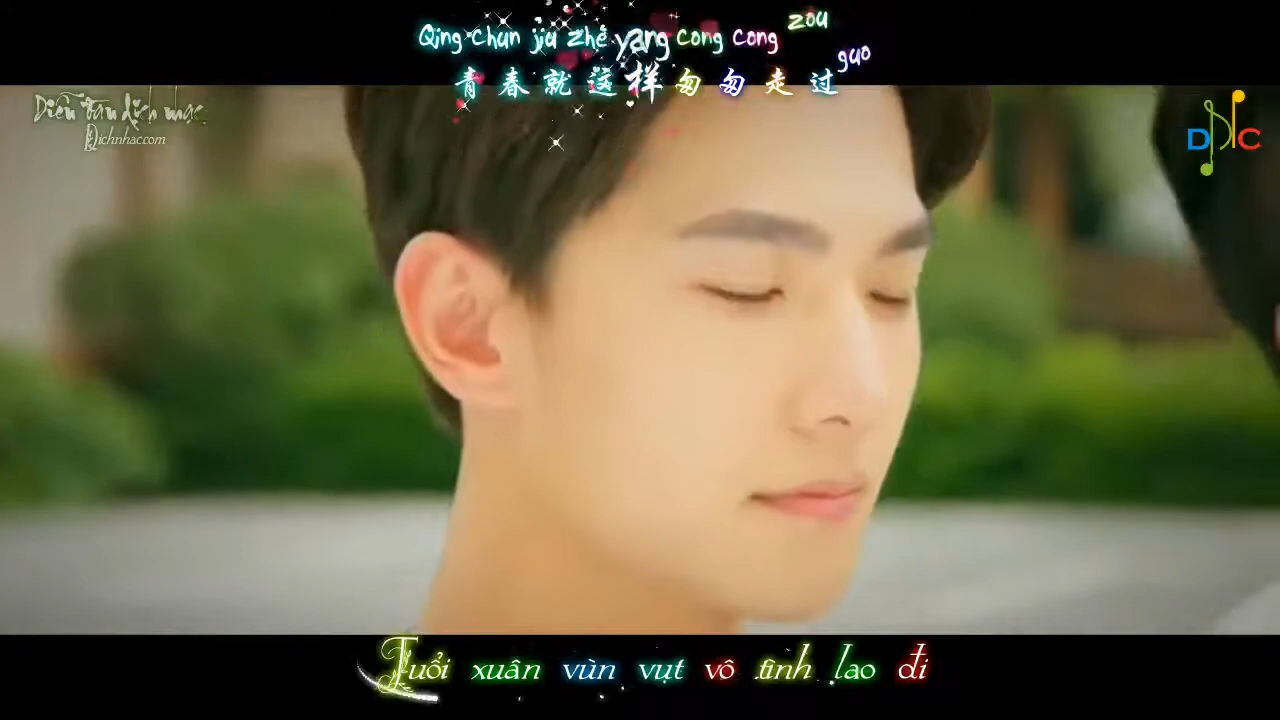 Qing chun jiu zhe yang cong cong zou guo
青春就这样匆匆走过
Diễn đàn dịch nhạc
Dichnhac.com
DNC
Tuổi xuân vùn vụt vô tình lao đi